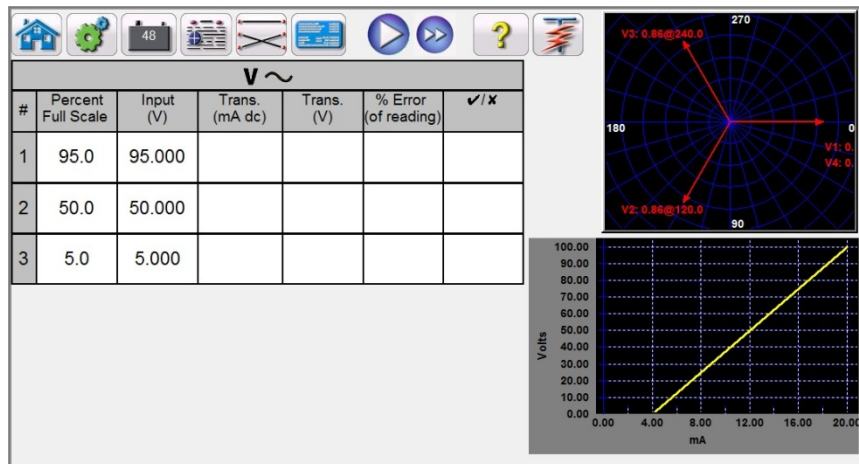 48
?
V ~
# Percent Full Scale Input (V) Trans. (mA dc) Trans. (V) % Error (of reading) ✔/✘
1 95.0 95.000
2 50.0 50.000
3 5.0 5.000
270
V3: 0.86@240.0
180
0
V1: 0.
V4: 0.
V2: 0.86@120.0
90
100.00
90.00
80.00
70.00
60.00
50.00
40.00
30.00
20.00
10.00
0.00
Volts
0.00 4.00 8.00 12.00 16.00 20.00
mA